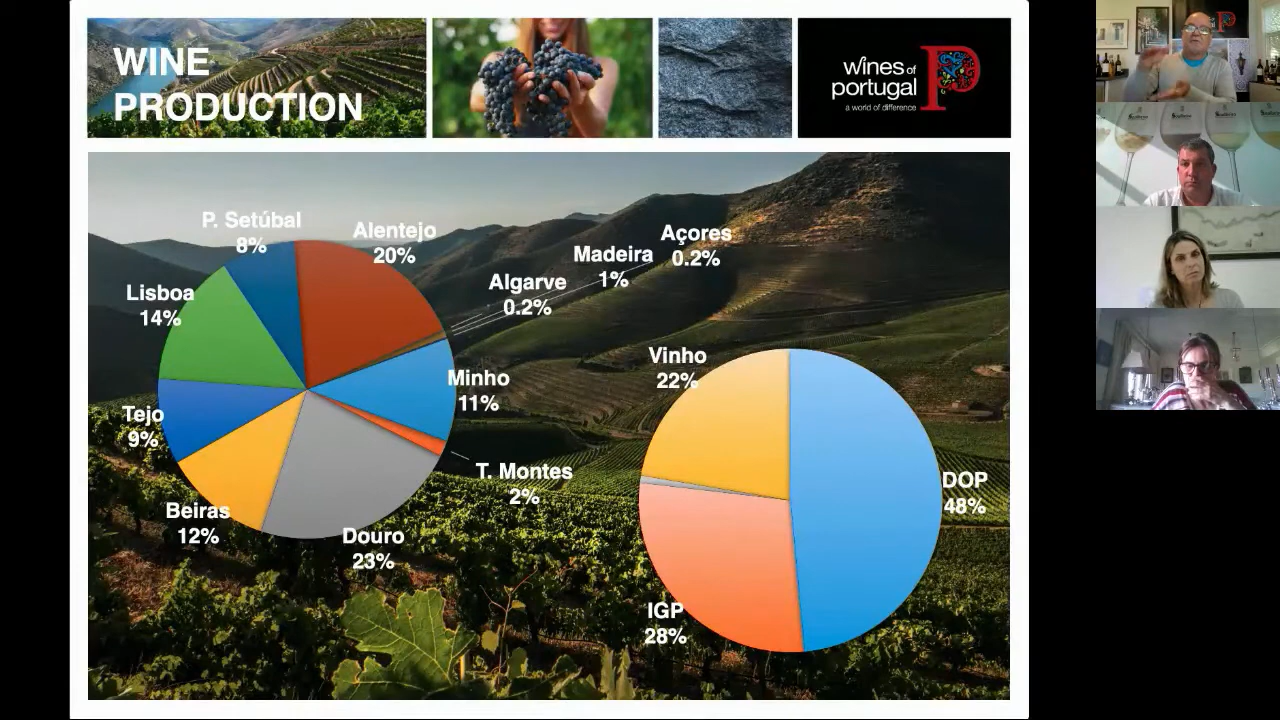 WINE
PRODUCTION
wines of
portugal
a world of difference
P. Setúbal
8%
Alentejo
20%
Açores
0.2%
Madeira
1%
Algarve
0.2%
Lisboa
14%
Minho
11%
Tejo
9%
T. Montes
2%
Beiras
12%
Douro
23%
Vinho
22%
DOP
48%
IGP
28%